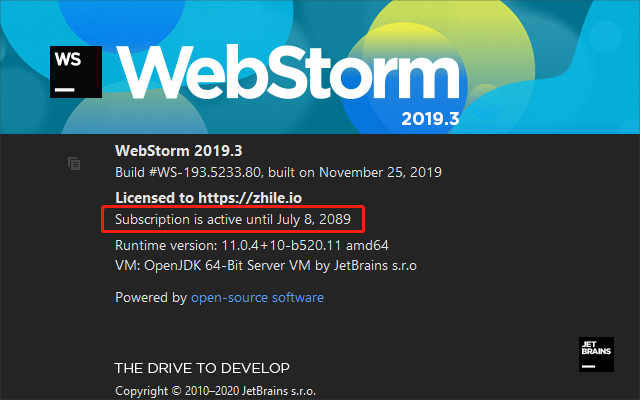 WS
WebStorm
2019.3
WebStorm 2019.3
Build #WS-193.5233.80, built on November 25, 2019
Licensed to https://zhile.io
Subscription is active until July 8, 2089
Runtime version: 11.0.4+10-b520.11 amd64
VM: OpenJDK 64-Bit Server VM by JetBrains s.r.o
Powered by open-source software
JET
BRAINS
THE DRIVE TO DEVELOP
Copyright © 2010–2020 JetBrains s.r.o.